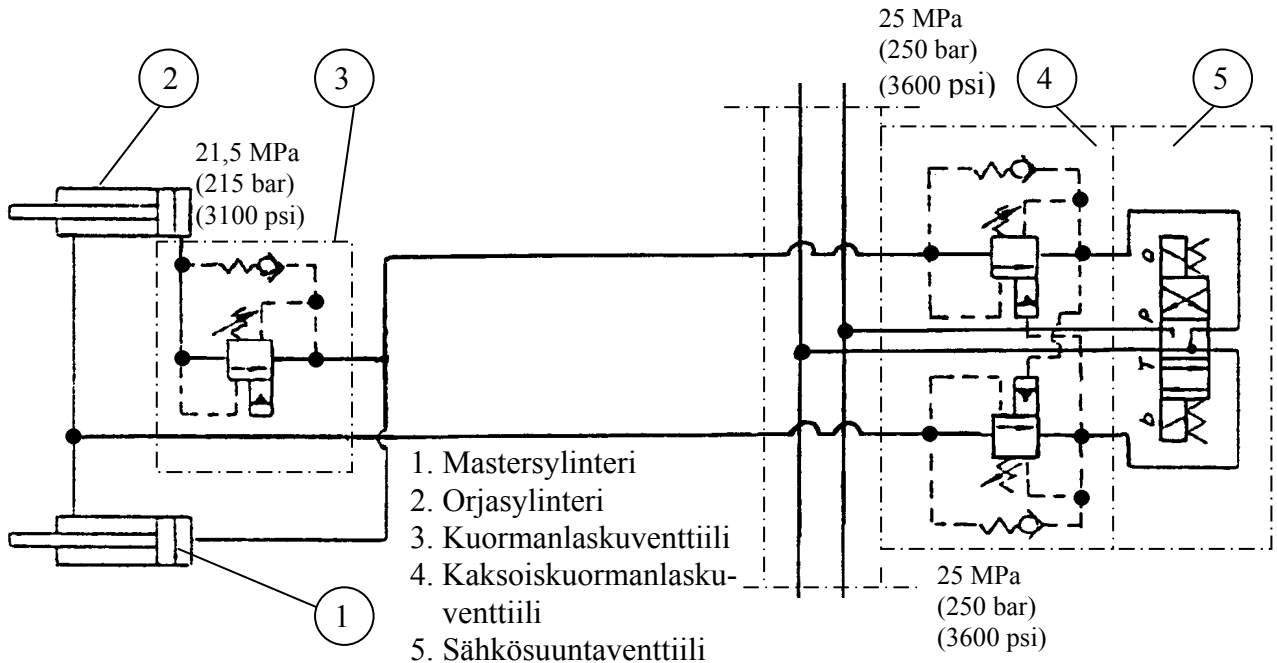 2
3
25 MPa
(250 bar)
(3600 psi)
4
5
21,5 MPa
(215 bar)
(3100 psi)
a
P
T
b
1. Mastersylinteri
2. Orjasylinteri
3. Kuormanlaskuventtiili
4. Kaksoiskuormanlasku-
venttiili
5. Sähkösuuntaventtiili
25 MPa
(250 bar)
(3600 psi)
1